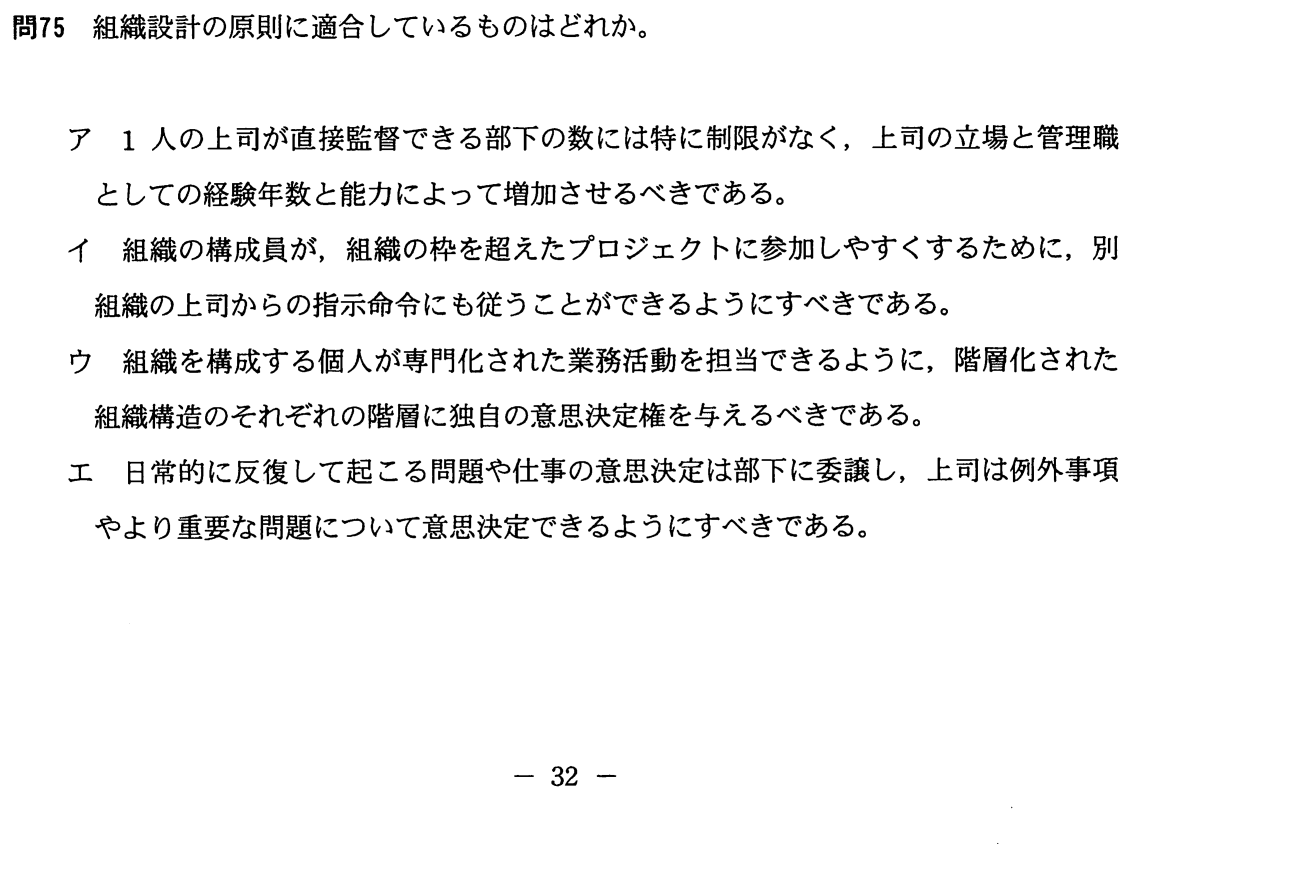 問75 組織設計の原則に適合しているものはどれか。
ア 1 人の上司が直接監督できる部下の数には特に制限がなく，上司の立場と管理職
としての経験年数と能力によって増加させるべきである。
イ 組織の構成員が，組織の枠を超えたプロジェクトに参加しやすくするために，別
組織の上司からの指示命令にも従うことができるようにすべきである。
ウ 組織を構成する個人が専門化された業務活動を担当できるように，階層化された
組織構造のそれぞれの階層に独自の意思決定権を与えるべきである。
エ 日常的に反復して起こる問題や仕事の意思決定は部下に委譲し，上司は例外事項
やより重要な問題について意思決定できるようにすべきである。
－ 32 －